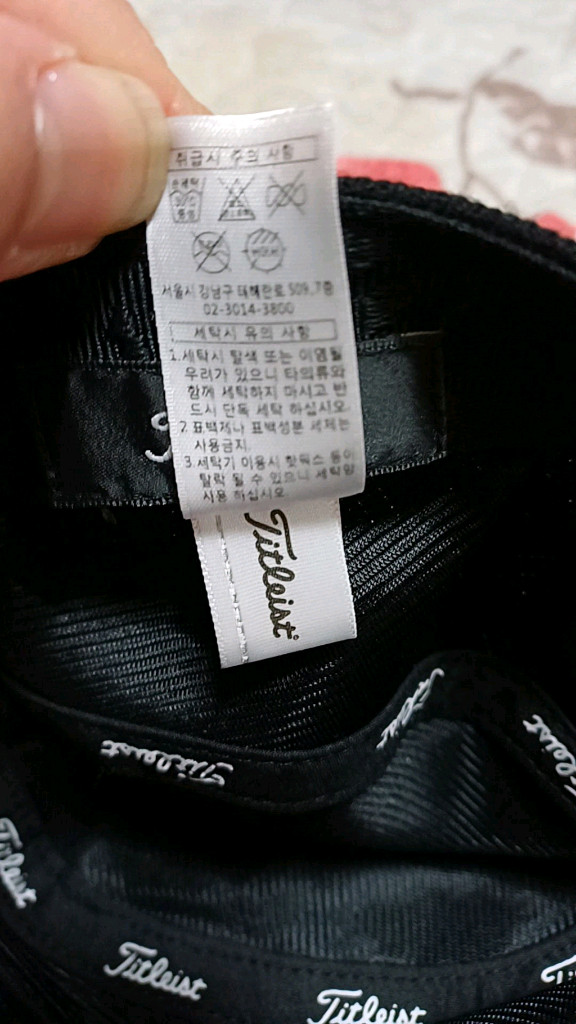 취급시 주의 사항
손세탁
30℃
중성
서울시 강남구 테헤란로 509, 7층
02-3014-3800
세탁시 유의 사항
1.세탁시 탈색 또는 이염될
우려가 있으니 타의류와
함께 세탁하지 마시고 반
드시 단독 세탁 하십시오.
2.표백제나 표백성분 세제는
사용금지.
3.세탁기 이용시 핫픽스 등이
탈락 될 수 있으니 세탁망
사용 하십시오
Titleist
Titleist
Titleist
Titleist
Titleist
Titleist
Titleist